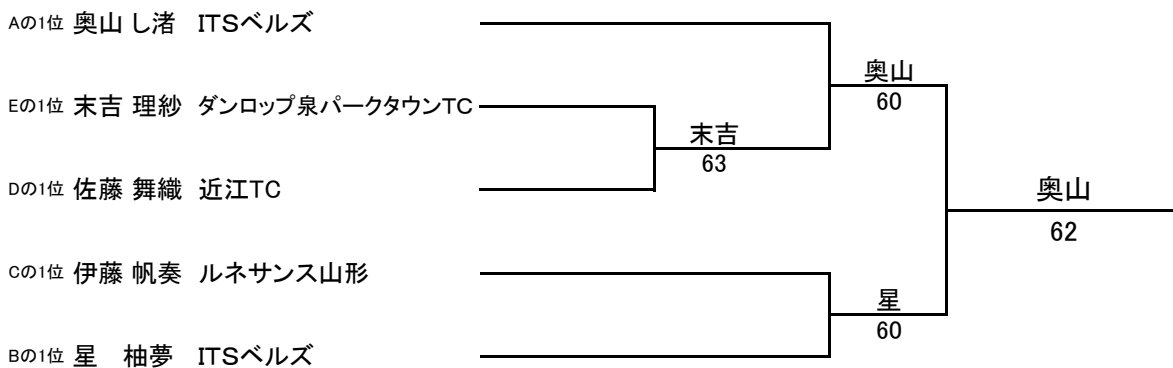 Aの1位 奥山 し渚 ITSベルズ
奥山
60
Eの1位 末吉 理紗 ダンロップ泉パークタウンTC
末吉
63
Dの1位 佐藤 舞織 近江TC
奥山
62
Cの1位 伊藤 帆奏 ルネサンス山形
星
60
Bの1位 星 柚夢 ITSベルズ